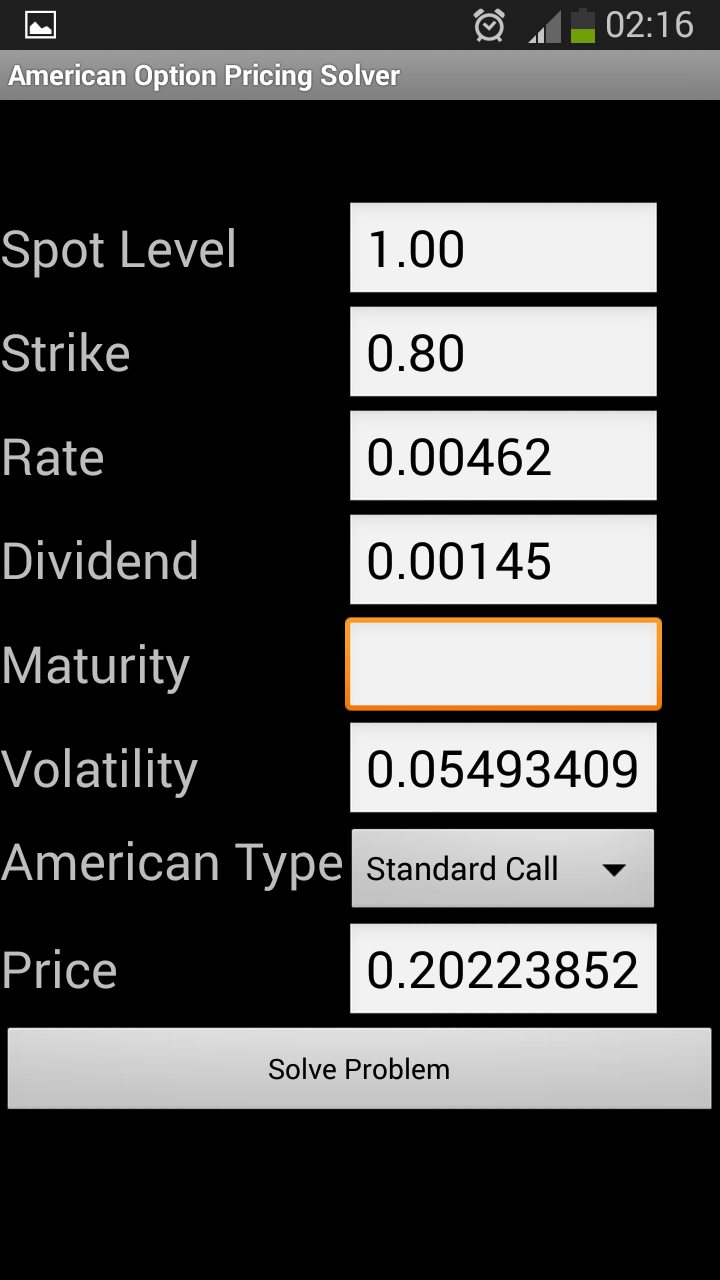 02:16
American Option Pricing Solver
Spot Level 1.00
Strike 0.80
Rate 0.00462
Dividend 0.00145
Maturity
Volatility 0.05493409
American Type Standard Call
Price 0.20223852
Solve Problem